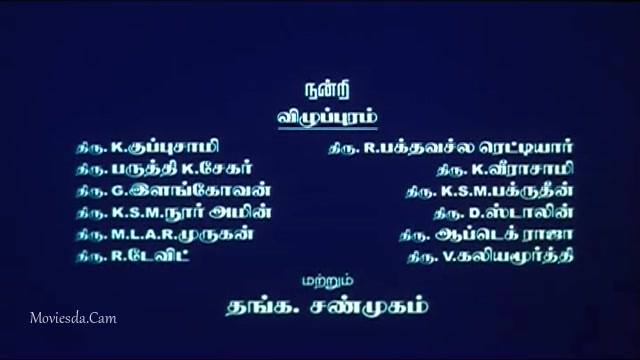 நன்றி
விழுப்புரம்
திரு. K.குப்புசாமி திரு. R.பக்தவச்ல ரெட்டியார்
திரு. பருத்தி K.சேகர் திரு. K.வீராசாமி
திரு. G.இளங்கோவன் திரு. K.S.M.பக்ருதீன்
திரு. K.S.M.நூர் அமின் திரு. D.ஸ்டாலின்
திரு. M.L.A.R.முருகன் திரு. ஆப்டெக் ராஜா
திரு. R.டேவிட் திரு. V.கலியமூர்த்தி
மற்றும்
தங்க. சண்முகம்
Moviesda.Cam